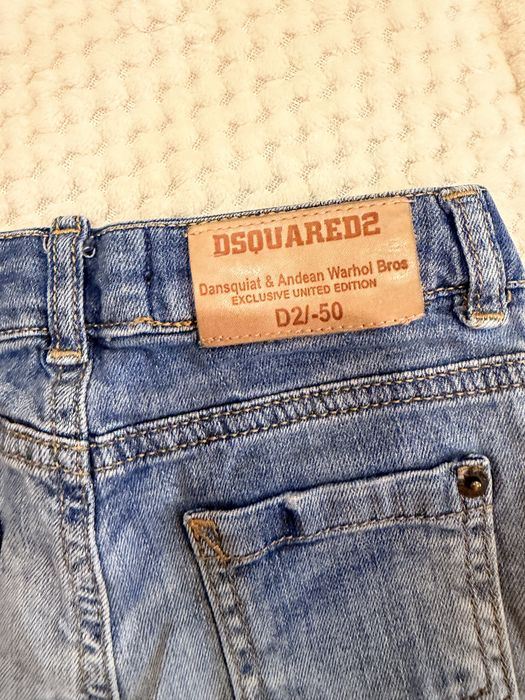 DSQUARED2
Dansquiat & Andean Warhol Bros
EXCLUSIVE UNITED EDITION
D2/-50